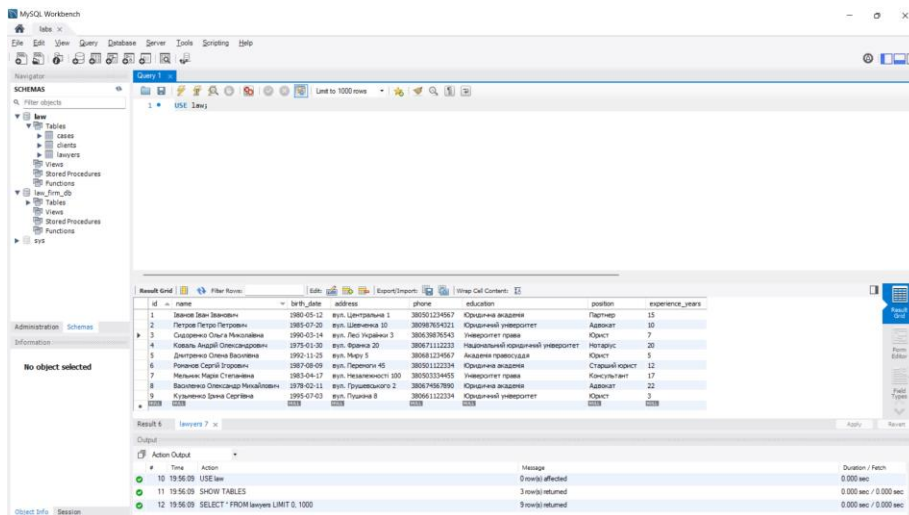 MySQL Workbench
labs ×
File Edit View Query Database Server Tools Scripting Help
Navigator
SCHEMAS
Filter objects
law
Tables
cases
clients
lawyers
Views
Stored Procedures
Functions
law_firm_db
Tables
Views
Stored Procedures
Functions
sys
Administration Schemas
Information
No object selected
Object Info Session
Query 1 ×
Limit to 1000 rows
1 USE law;
Result Grid Filter Rows: Edit: Export/Import: Wrap Cell Content:
id name birth_date address phone education position experience_years
1 Іванов Іван Іванович 1980-05-12 вул. Центральна 1 380501234567 Юридична академія Партнер 15
2 Петров Петро Петрович 1985-07-20 вул. Шевченка 10 380987654321 Юридичний університет Адвокат 10
3 Сидоренко Ольга Миколаївна 1990-03-14 вул. Лесі Українки 3 380639876543 Університет права Юрист 7
4 Коваль Андрій Олександрович 1975-01-30 вул. Франка 20 380671112233 Національний юридичний університет Нотаріус 20
5 Дмитренко Олена Василівна 1992-11-25 вул. Миру 5 380681234567 Академія правосуддя Юрист 5
6 Романов Сергій Ігорович 1987-08-09 вул. Перемоги 45 380501122334 Юридична академія Старший юрист 12
7 Мельник Марія Степанівна 1983-04-17 вул. Незалежності 100 380503334455 Університет права Консультант 17
8 Василенко Олександр Михайлович 1978-02-11 вул. Грушевського 2 380674567890 Юридична академія Адвокат 22
9 Кузьменко Ірина Сергіївна 1995-07-03 вул. Пушкіна 8 380661122334 Юридичний університет Юрист 3
NULL NULL NULL NULL NULL NULL NULL NULL
Result Grid
Form Editor
Field Types
Result 6 lawyers 7 ×
Apply Revert
Output
Action Output
# Time Action Message Duration / Fetch
10 19:56:09 USE law 0 row(s) affected 0.000 sec
11 19:56:09 SHOW TABLES 3 row(s) returned 0.000 sec / 0.000 sec
12 19:56:09 SELECT * FROM lawyers LIMIT 0, 1000 9 row(s) returned 0.000 sec / 0.000 sec